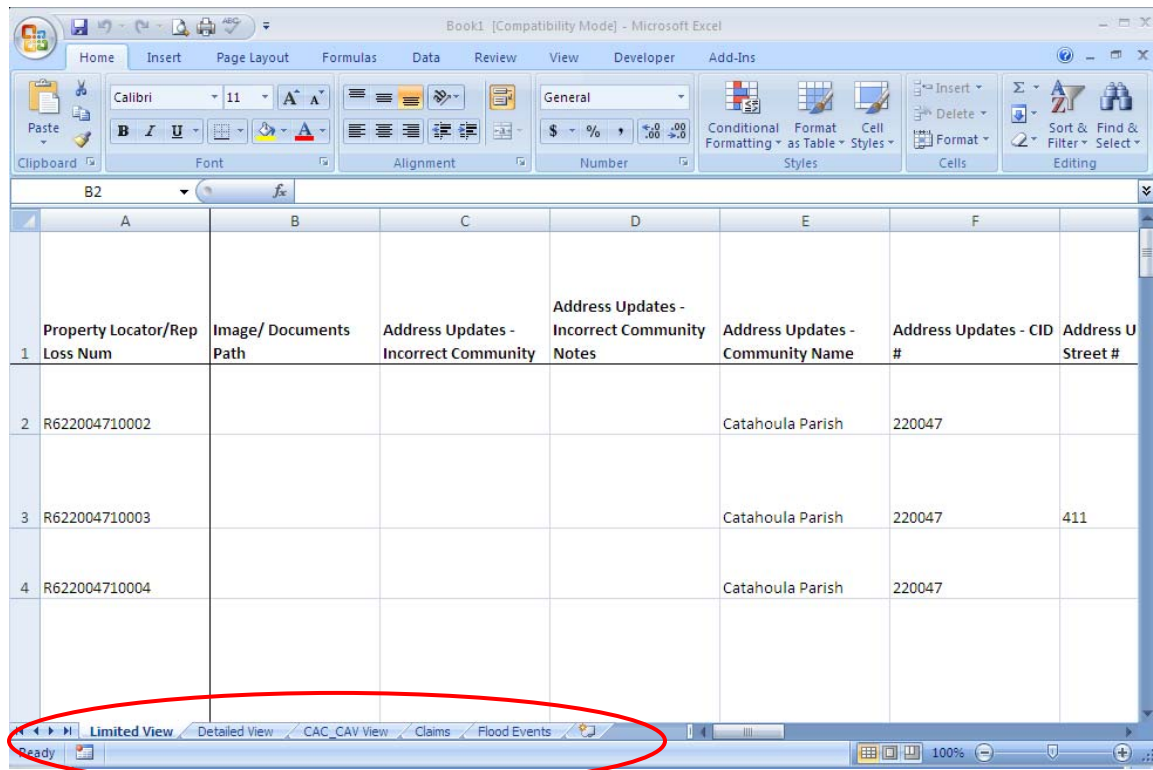 Book1 [Compatibility Mode] - Microsoft Excel
Home Insert Page Layout Formulas Data Review View Developer Add-Ins
Paste
Calibri 11 A A
B I U A
General
$ % , .0 .00 .00 .0
Conditional Formatting
Format as Table
Cell Styles
Insert
Delete
Format
Σ
Sort & Filter
Find & Select
Clipboard Font Alignment Number Styles Cells Editing
B2 fx
A B C D E F
1 Property Locator/Rep Loss Num Image/ Documents Path Address Updates - Incorrect Community Address Updates - Incorrect Community Notes Address Updates - Community Name Address Updates - CID # Address U Street #
2 R622004710002 Catahoula Parish 220047
3 R622004710003 Catahoula Parish 220047 411
4 R622004710004 Catahoula Parish 220047
Limited View Detailed View CAC_CAV View Claims Flood Events
Ready 100%